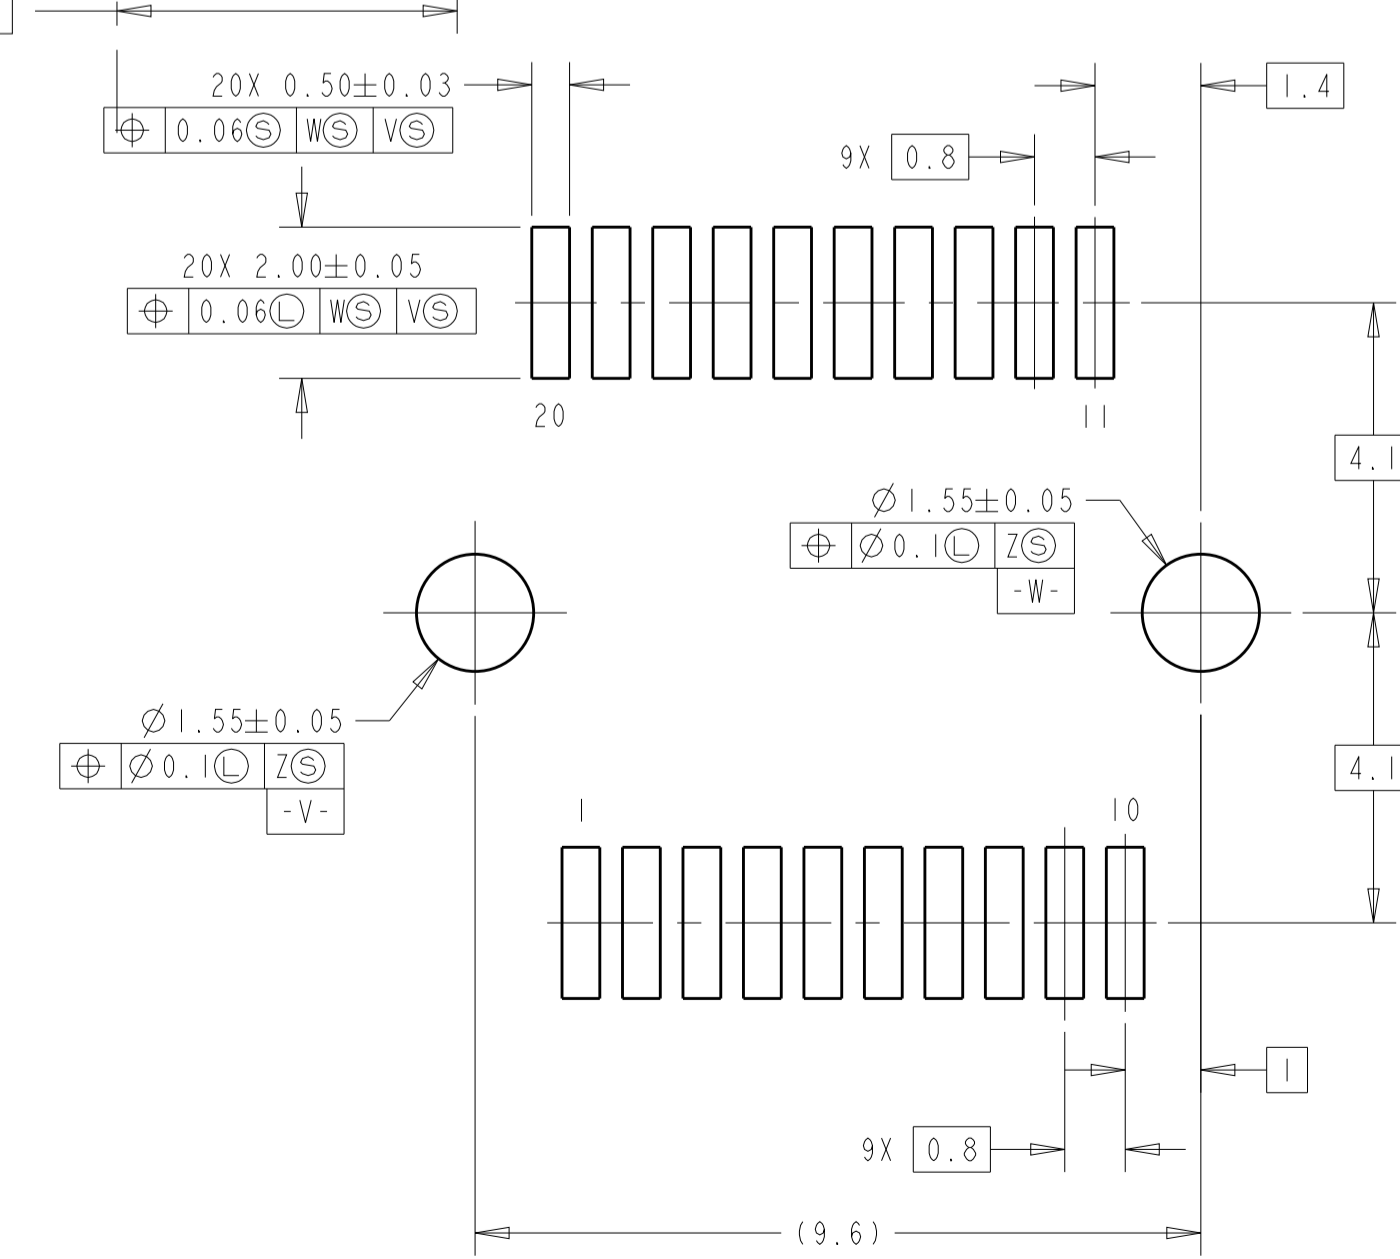 20X 0.50±0.03
1.4
⌖ 0.06Ⓢ WⓈ VⓈ
9X 0.8
20X 2.00±0.05
⌖ 0.06Ⓛ WⓈ VⓈ
20
11
4.1
Ø1.55±0.05
⌖ Ø0.1Ⓛ ZⓈ
-W-
Ø1.55±0.05
⌖ Ø0.1Ⓛ ZⓈ
-V-
4.1
1
10
1
9X 0.8
(9.6)